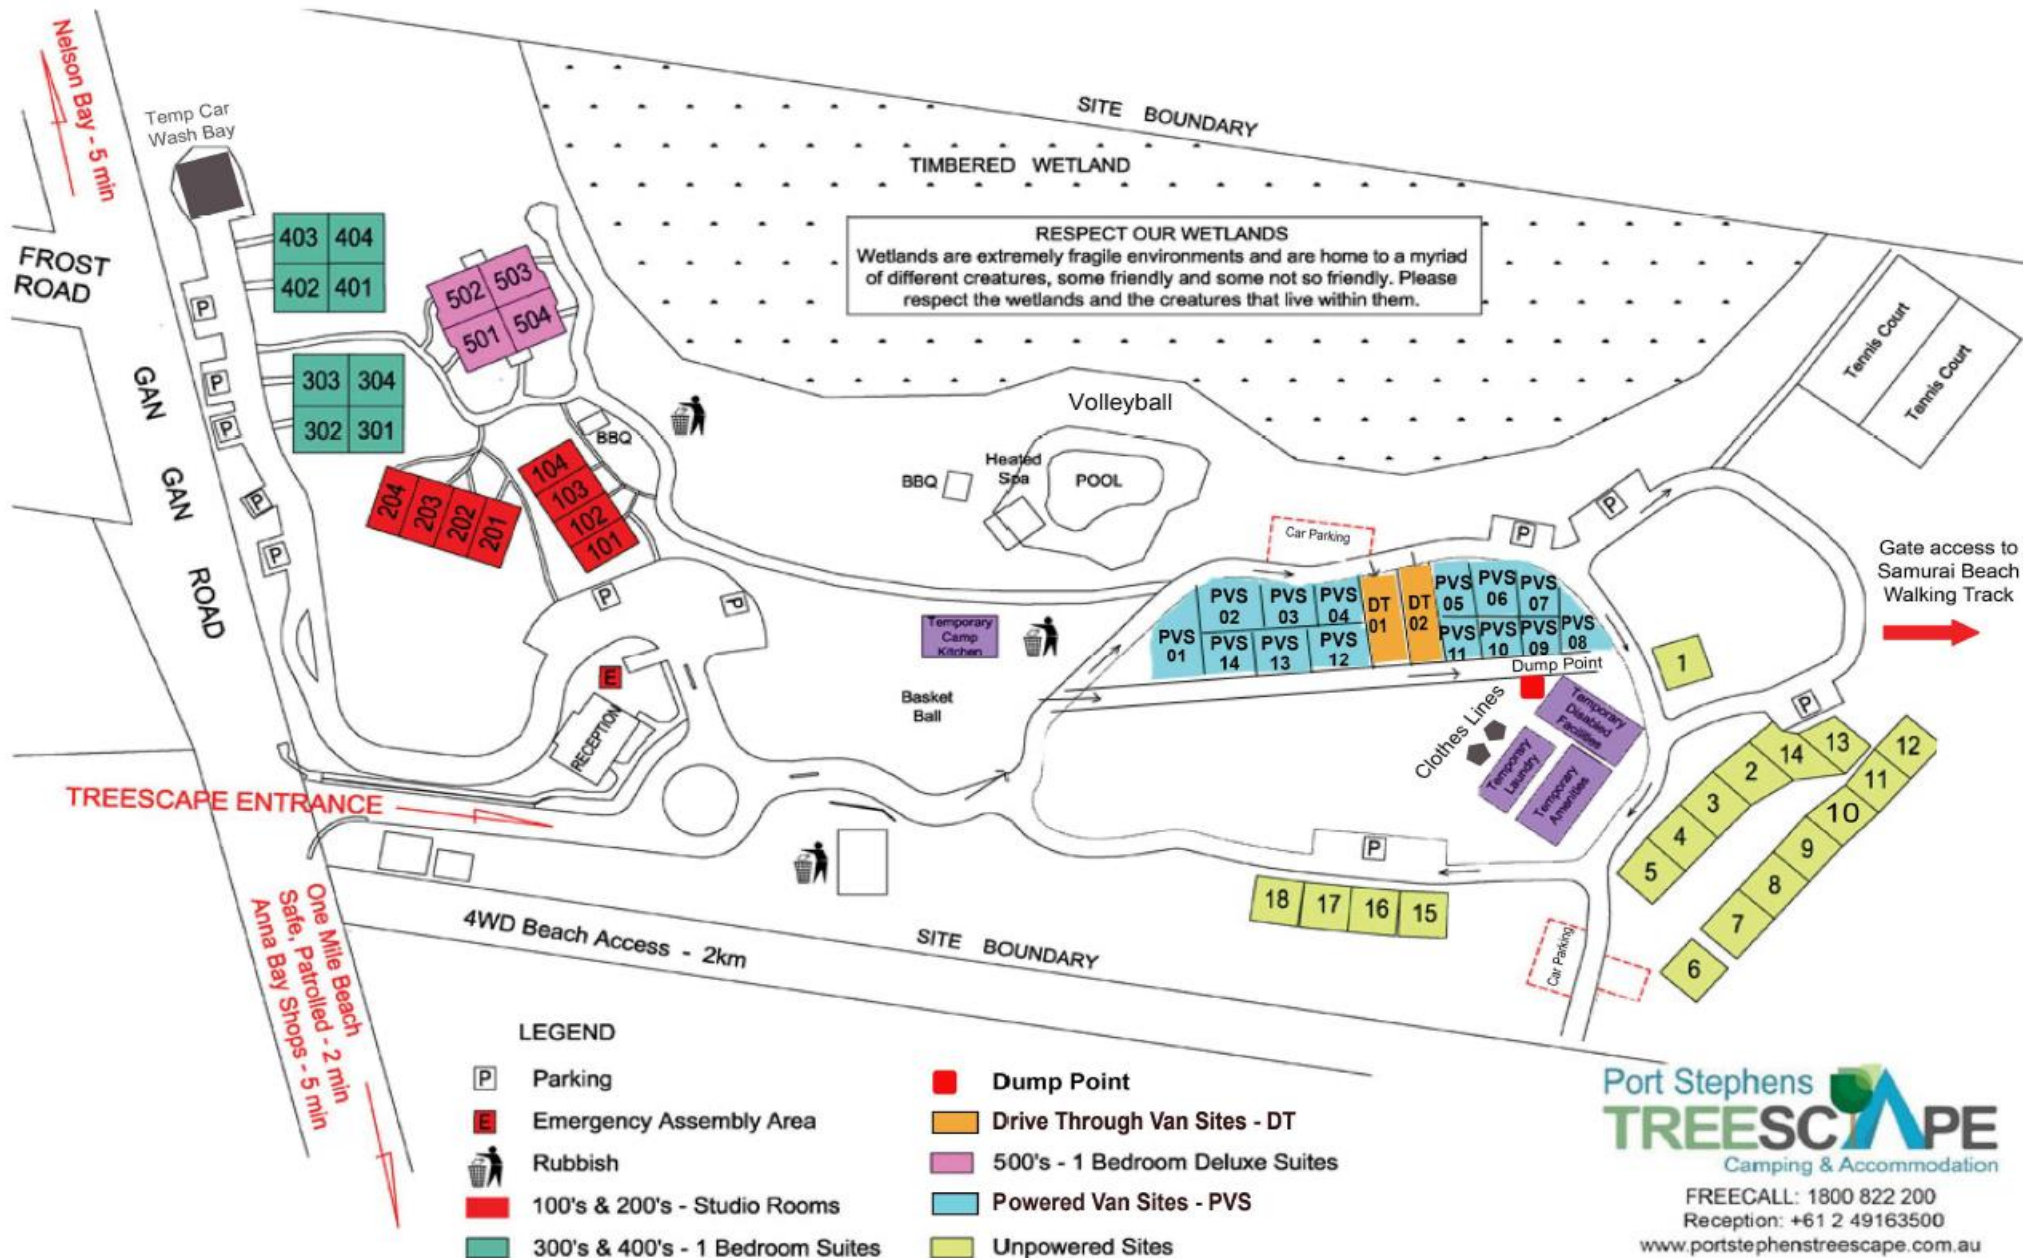 Nelson Bay - 5 min
Temp Car
Wash Bay
FROST
ROAD
GAN GAN ROAD
SITE BOUNDARY
TIMBERED WETLAND
RESPECT OUR WETLANDS
Wetlands are extremely fragile environments and are home to a myriad
of different creatures, some friendly and some not so friendly. Please
respect the wetlands and the creatures that live within them.
403 404
402 401
502 503
501 504
303 304
302 301
204 203 202 201
104
103
102
101
BBQ
P
P
P
P
P
P
P
Volleyball
BBQ
Heated
Spa
POOL
Tennis Court
Tennis Court
Car Parking
P
P
Gate access to
Samurai Beach
Walking Track
Temporary
Camp
Kitchen
Basket
Ball
PVS
01
PVS
02
PVS
03
PVS
04
DT
01
DT
02
PVS
05
PVS
06
PVS
07
PVS
08
PVS
14
PVS
13
PVS
12
PVS
11
PVS
10
PVS
09
Dump Point
Clothes Lines
Temporary
Disabled
Facilities
Temporary
Laundry
Temporary
Amenities
E
RECEPTION
TREESCAPE ENTRANCE
1
P
13
14
2
3
4
5
12
11
10
9
8
7
6
P
18 17 16 15
Car Parking
One Mile Beach
Safe, Patrolled - 2 min
Anna Bay Shops - 5 min
4WD Beach Access - 2km
SITE BOUNDARY
LEGEND
P Parking
E Emergency Assembly Area
Rubbish
100's & 200's - Studio Rooms
300's & 400's - 1 Bedroom Suites
Dump Point
Drive Through Van Sites - DT
500's - 1 Bedroom Deluxe Suites
Powered Van Sites - PVS
Unpowered Sites
Port Stephens
TREESCAPE
Camping & Accommodation
FREECALL: 1800 822 200
Reception: +61 2 49163500
www.portstephenstreescape.com.au